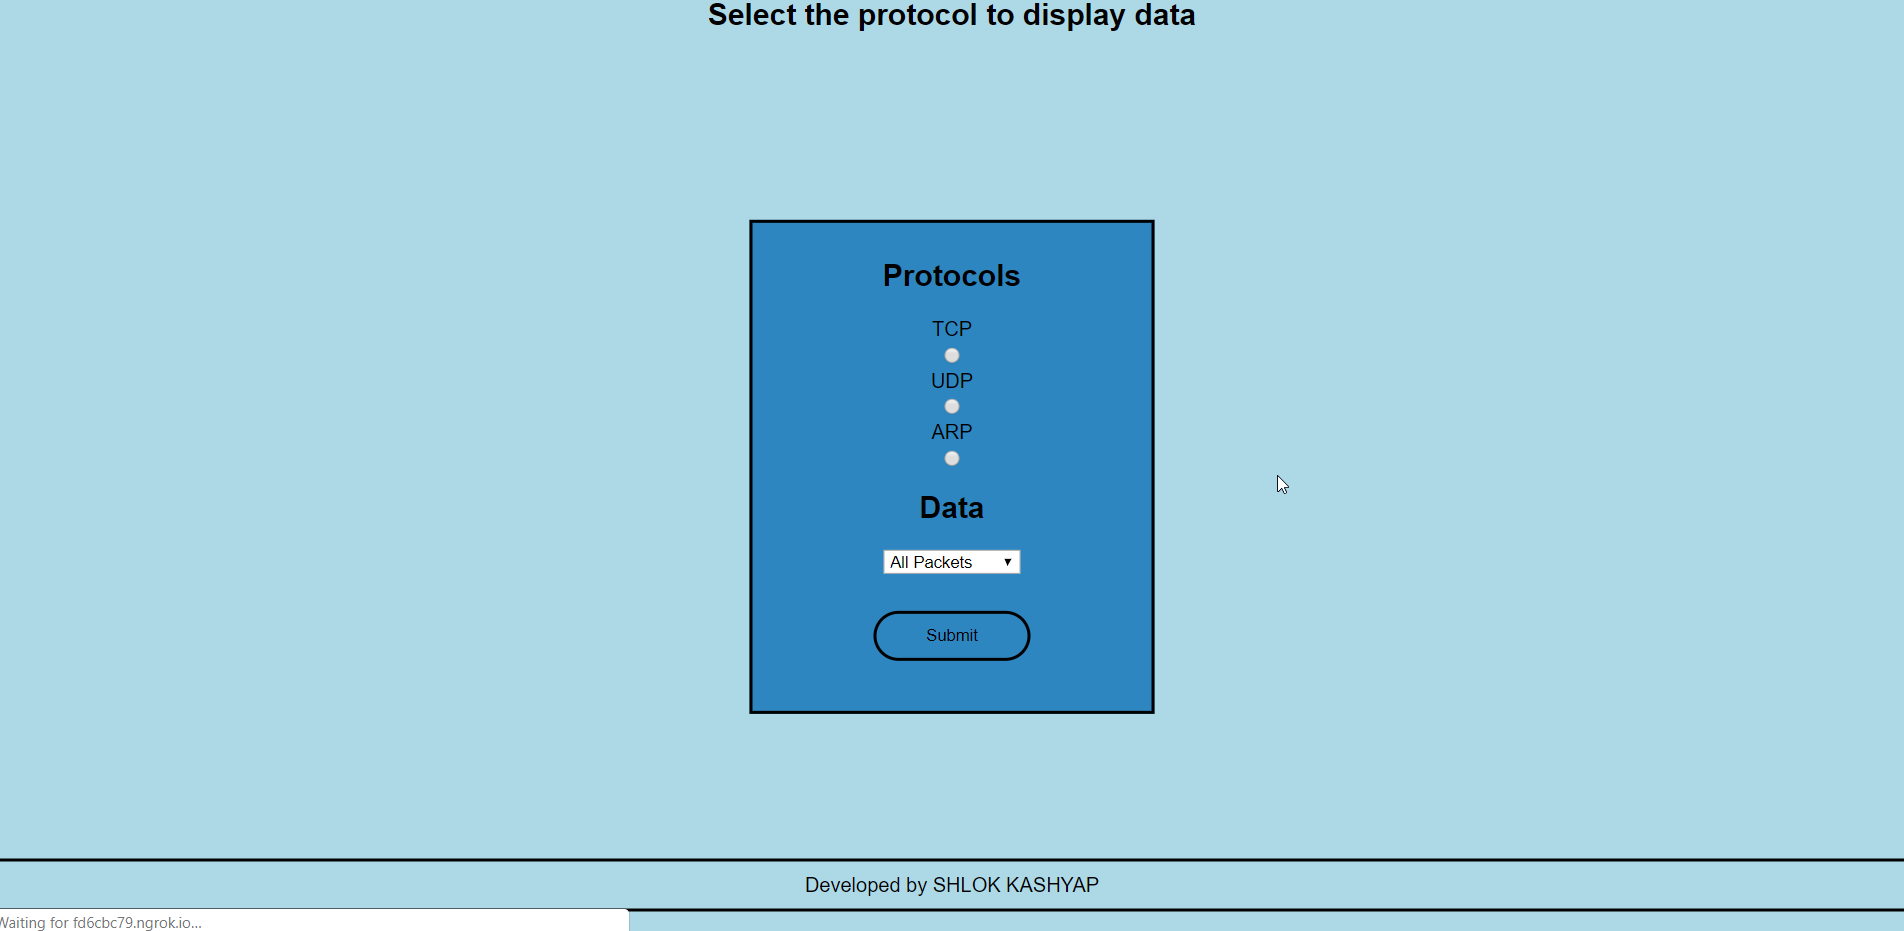 Select the protocol to display data
Protocols
TCP
UDP
ARP
Data
All Packets
Submit
Developed by SHLOK KASHYAP
Waiting for fd6cbc79.ngrok.io...